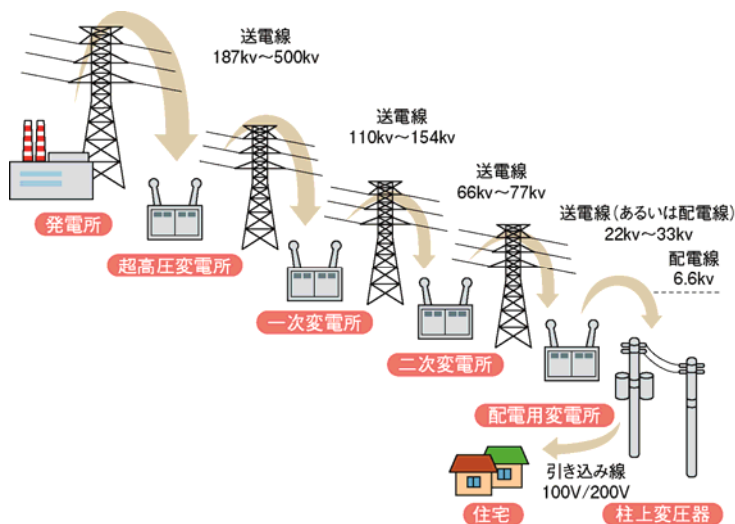 送電線
187kv～500kv
送電線
110kv～154kv
送電線
66kv～77kv
送電線(あるいは配電線)
22kv～33kv
配電線
6.6kv
発電所
超高圧変電所
一次変電所
二次変電所
配電用変電所
引き込み線
100V/200V
住宅
柱上変圧器